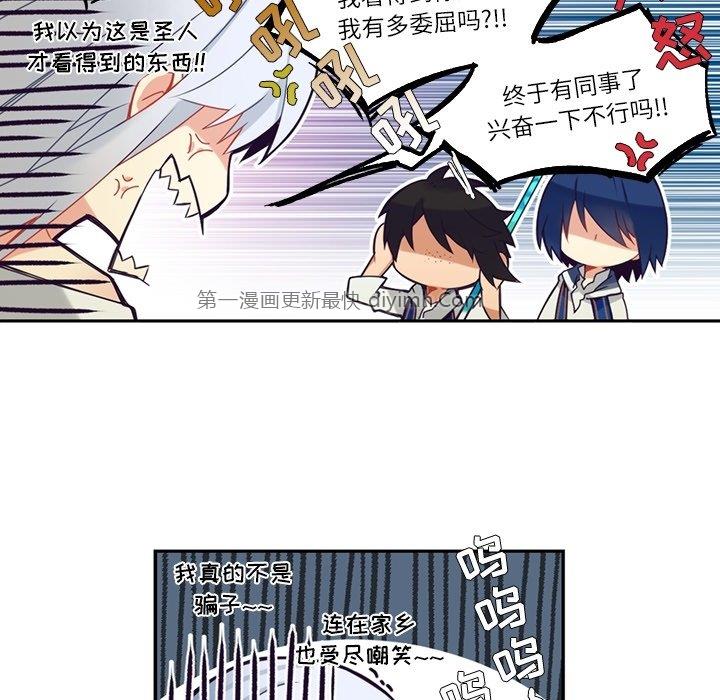 我以为这是圣人
才看得到的东西!!
吼
吼
吼
吼
我有多委屈吗?!!
怒
终于有同事了
兴奋一下不行吗!!
第一漫画更新最快 diyimh.com
我真的不是
骗子~~
连在家乡
也受尽嘲笑~~
呜
呜
呜
呜